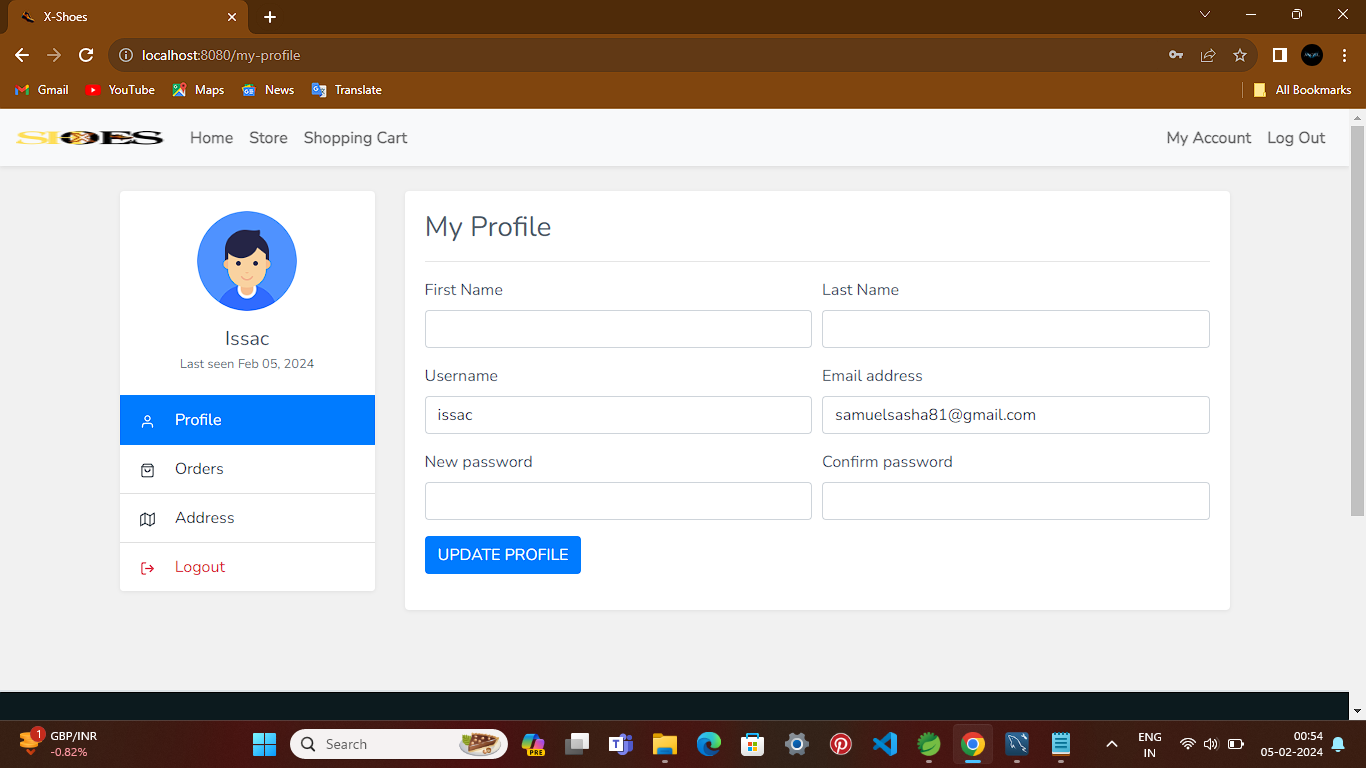 X-Shoes
localhost:8080/my-profile
Gmail YouTube Maps News Translate All Bookmarks
Home Store Shopping Cart My Account Log Out
Issac
Last seen Feb 05, 2024
Profile
Orders
Address
Logout
My Profile
First Name Last Name
Username Email address
issac samuelsasha81@gmail.com
New password Confirm password
UPDATE PROFILE
1 GBP/INR
-0.82%
Search
PRE
ENG
IN
00:54
05-02-2024